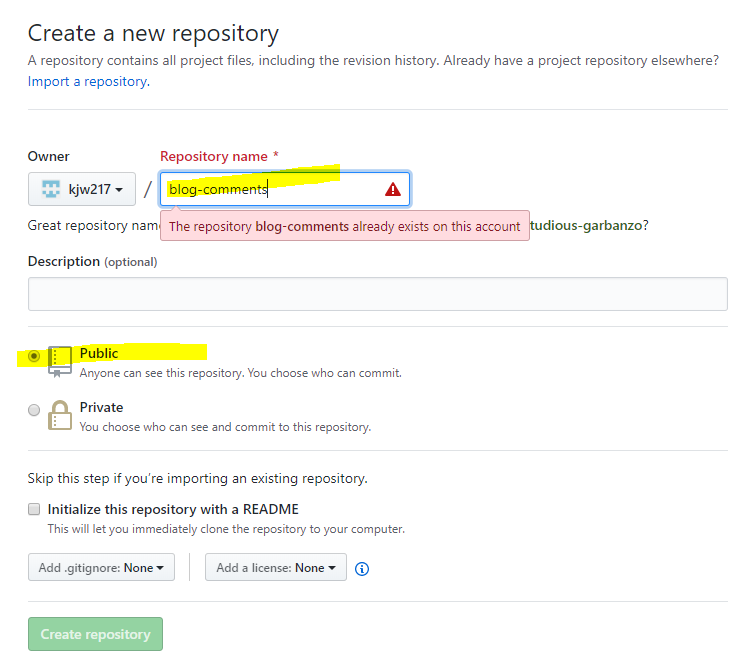 Create a new repository
A repository contains all project files, including the revision history. Already have a project repository elsewhere?
Import a repository.
Owner Repository name *
kjw217 / blog-comments
Great repository nam
The repository blog-comments already exists on this account
tudious-garbanzo?
Description (optional)
Public
Anyone can see this repository. You choose who can commit.
Private
You choose who can see and commit to this repository.
Skip this step if you’re importing an existing repository.
Initialize this repository with a README
This will let you immediately clone the repository to your computer.
Add .gitignore: None Add a license: None
Create repository